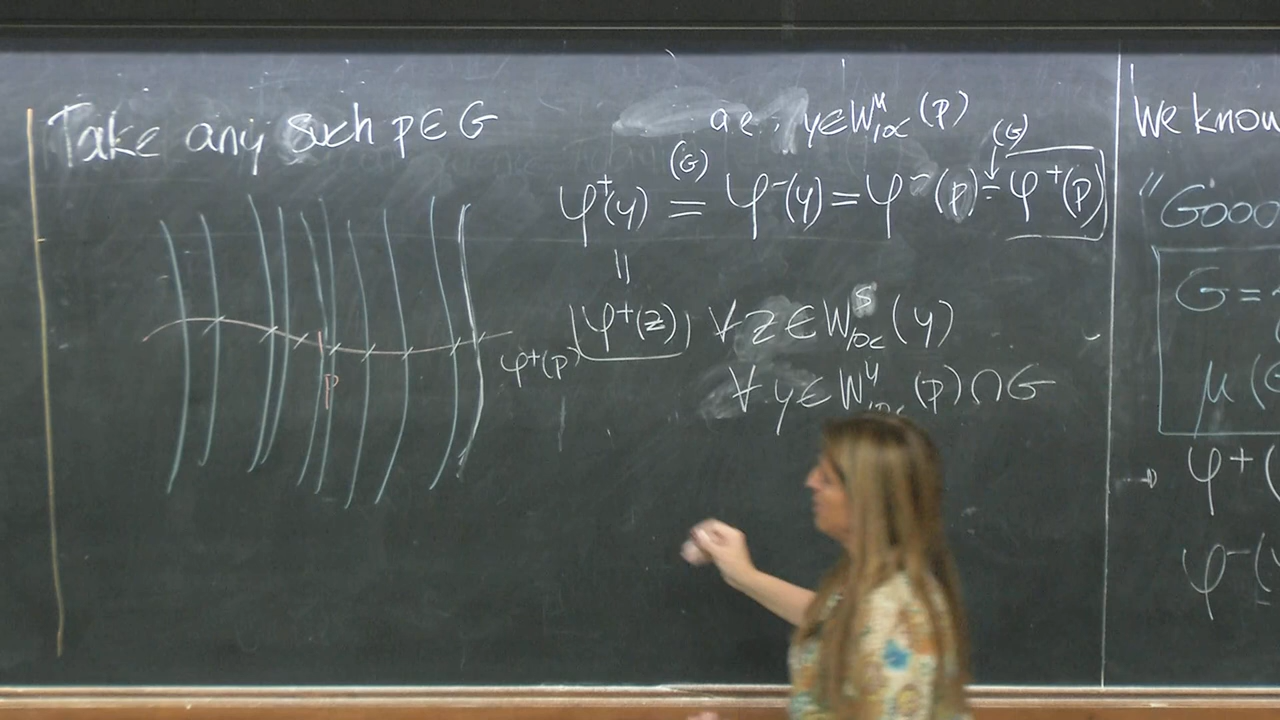 Take any such p ∈ G
p
a.e. y ∈ W^u_loc (p)
(G) (G)
φ^+(y) = φ^-(y) = φ^-(p) = φ^+(p)
||
φ^+(p) φ^+(z) ∀ z ∈ W^s_loc (y)
∀ y ∈ W^u_loc (p) ∩ G
We know
"Good
G =
μ (G
→ φ^+ (
φ^- (